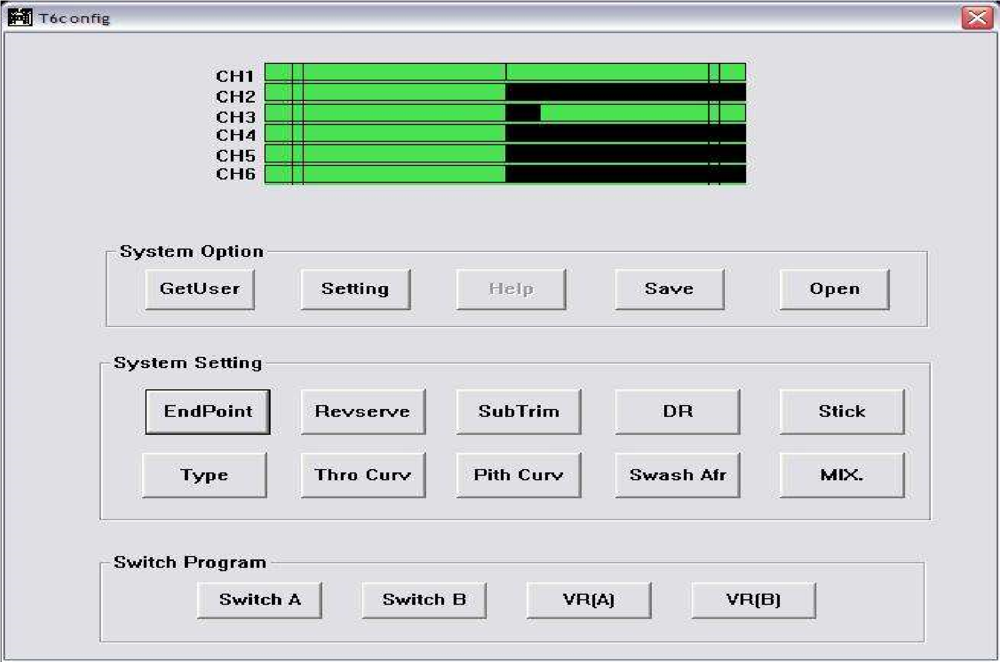 T6config
CH1
CH2
CH3
CH4
CH5
CH6
System Option
GetUser Setting Help Save Open
System Setting
EndPoint Revserve SubTrim DR Stick
Type Thro Curv Pith Curv Swash Afr MIX.
Switch Program
Switch A Switch B VR(A) VR(B)